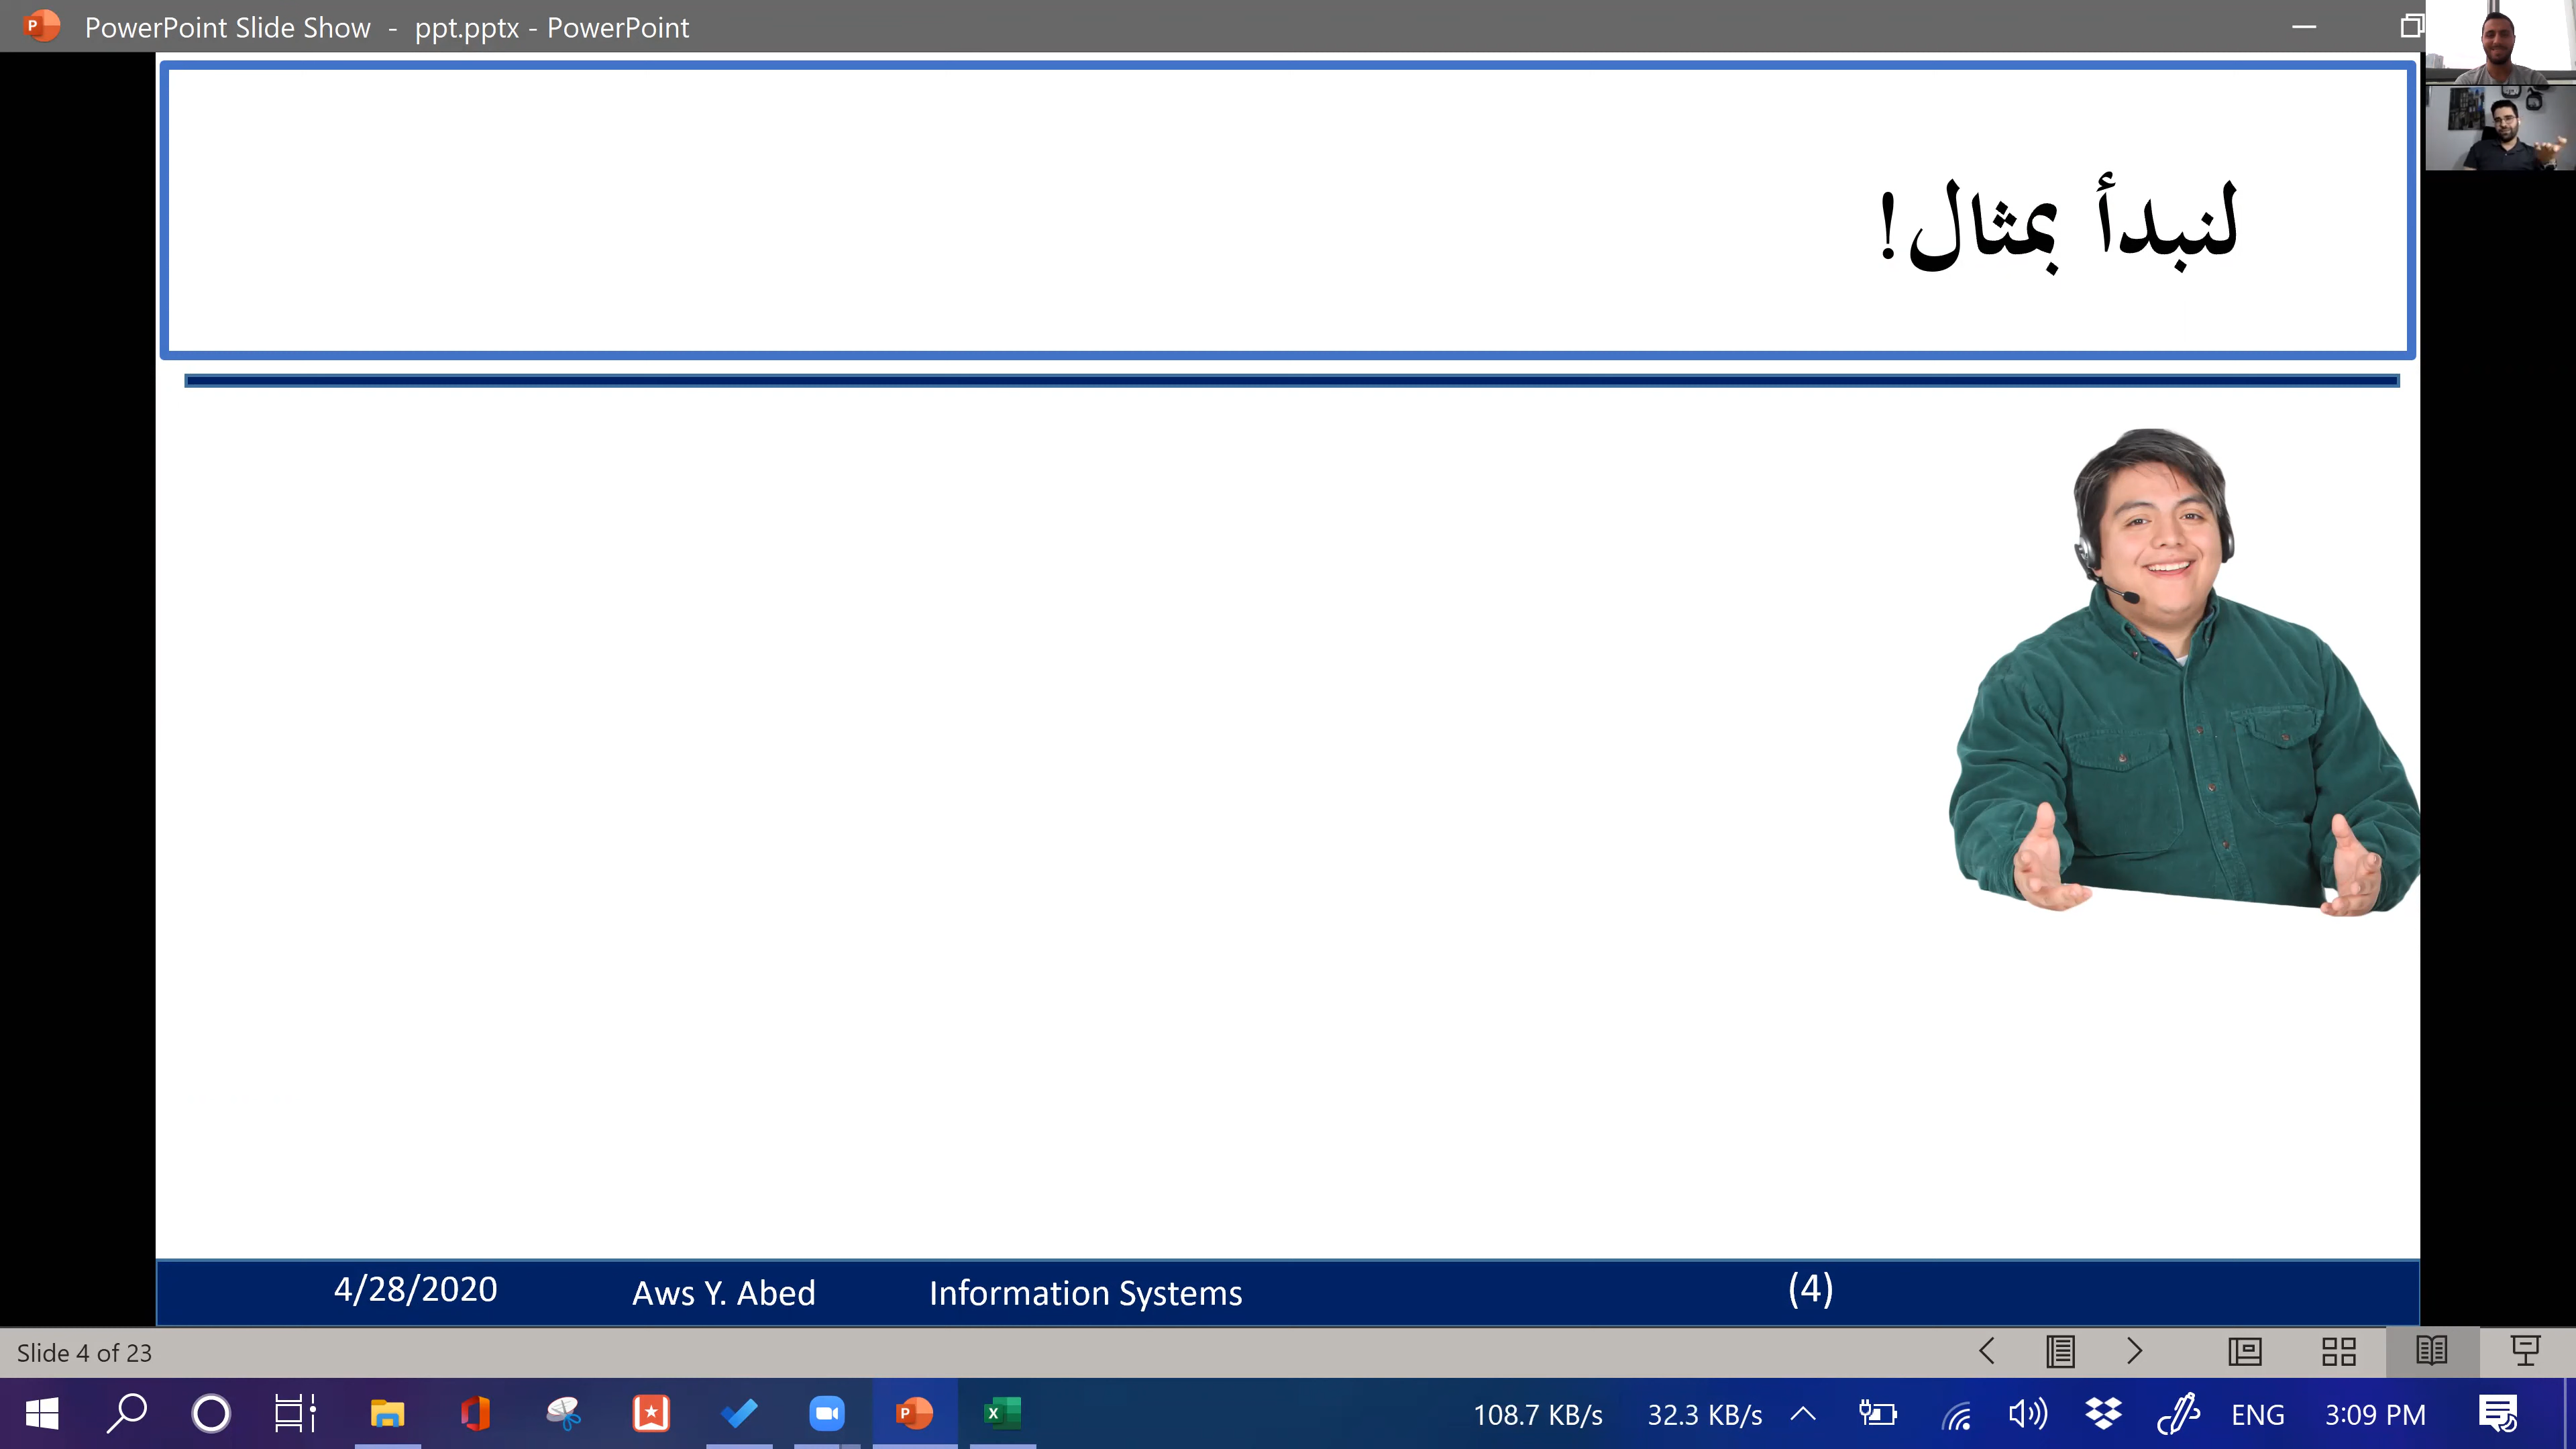 PowerPoint Slide Show - ppt.pptx - PowerPoint
لنبدأ بمثال!
4/28/2020 Aws Y. Abed Information Systems (4)
Slide 4 of 23
108.7 KB/s 32.3 KB/s ENG 3:09 PM